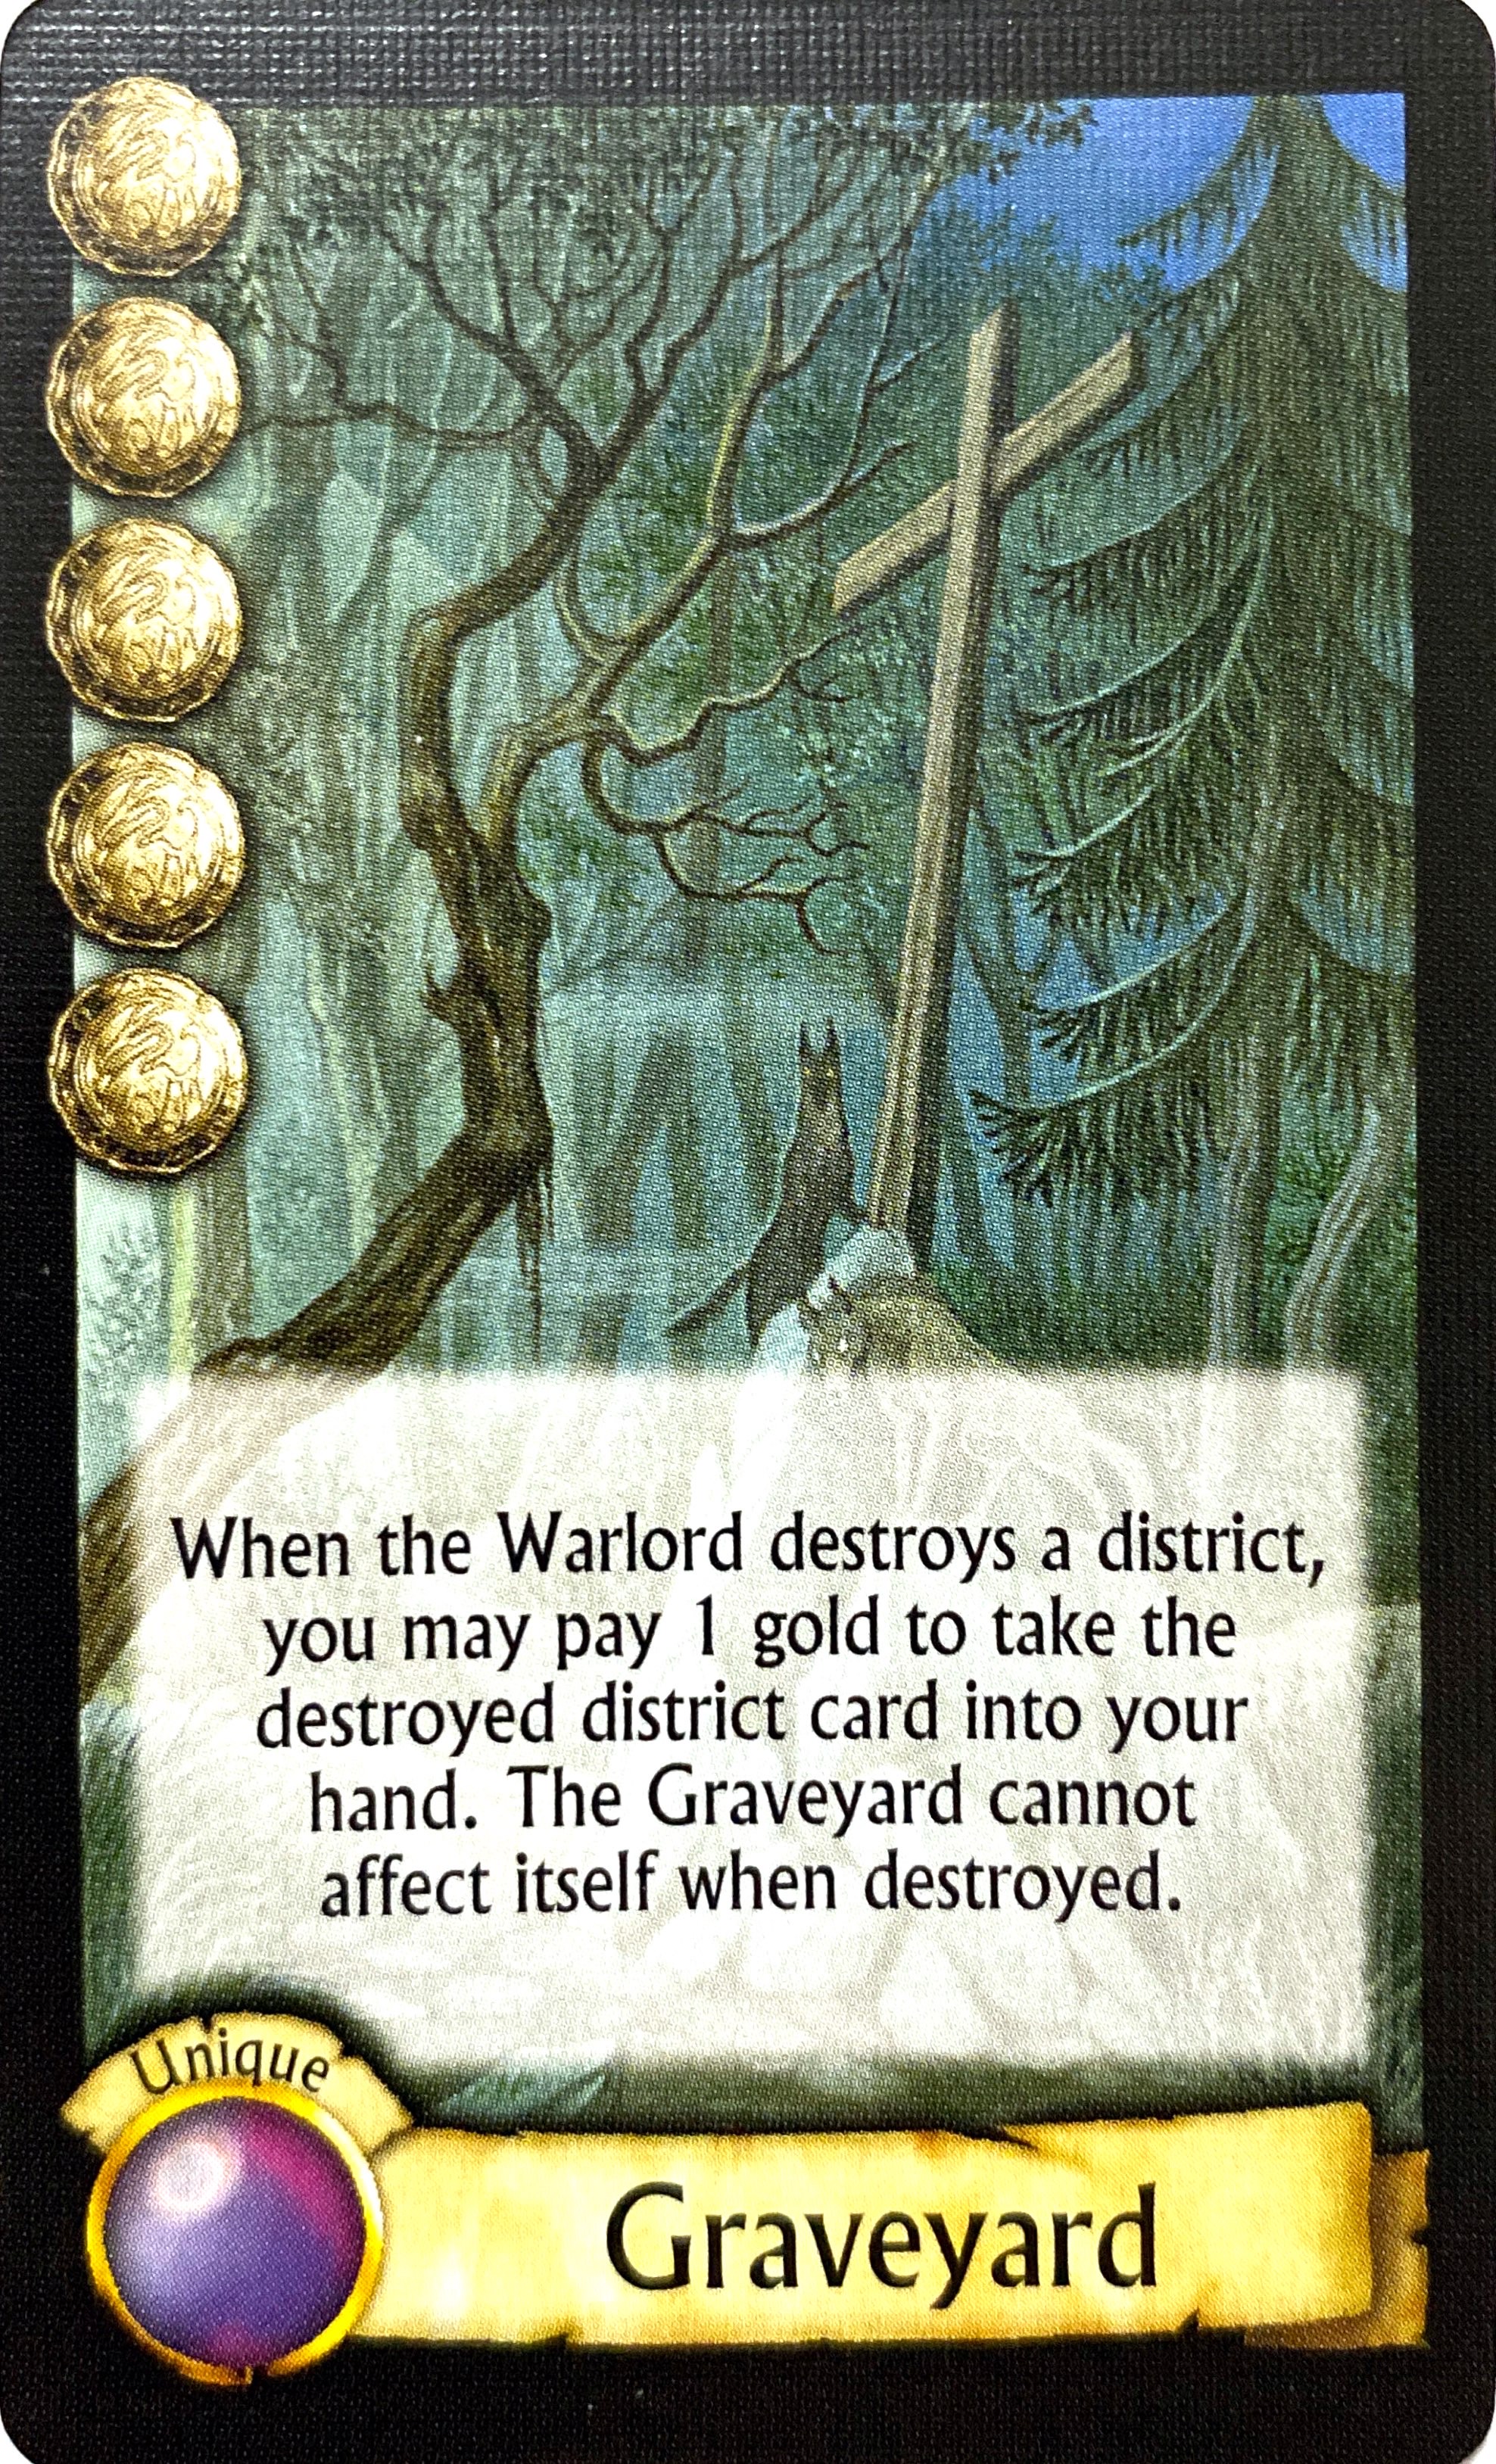 When the Warlord destroys a district,
you may pay 1 gold to take the
destroyed district card into your
hand. The Graveyard cannot
affect itself when destroyed.
Unique
Graveyard